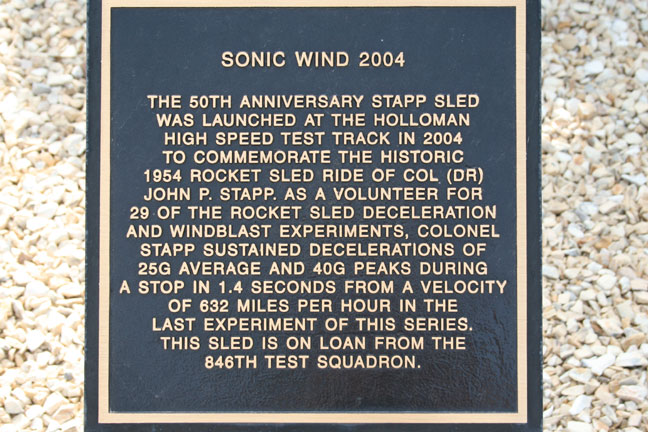 SONIC WIND 2004
THE 50TH ANNIVERSARY STAPP SLED
WAS LAUNCHED AT THE HOLLOMAN
HIGH SPEED TEST TRACK IN 2004
TO COMMEMORATE THE HISTORIC
1954 ROCKET SLED RIDE OF COL (DR)
JOHN P. STAPP. AS A VOLUNTEER FOR
29 OF THE ROCKET SLED DECELERATION
AND WINDBLAST EXPERIMENTS, COLONEL
STAPP SUSTAINED DECELERATIONS OF
25G AVERAGE AND 40G PEAKS DURING
A STOP IN 1.4 SECONDS FROM A VELOCITY
OF 632 MILES PER HOUR IN THE
LAST EXPERIMENT OF THIS SERIES.
THIS SLED IS ON LOAN FROM THE
846TH TEST SQUADRON.